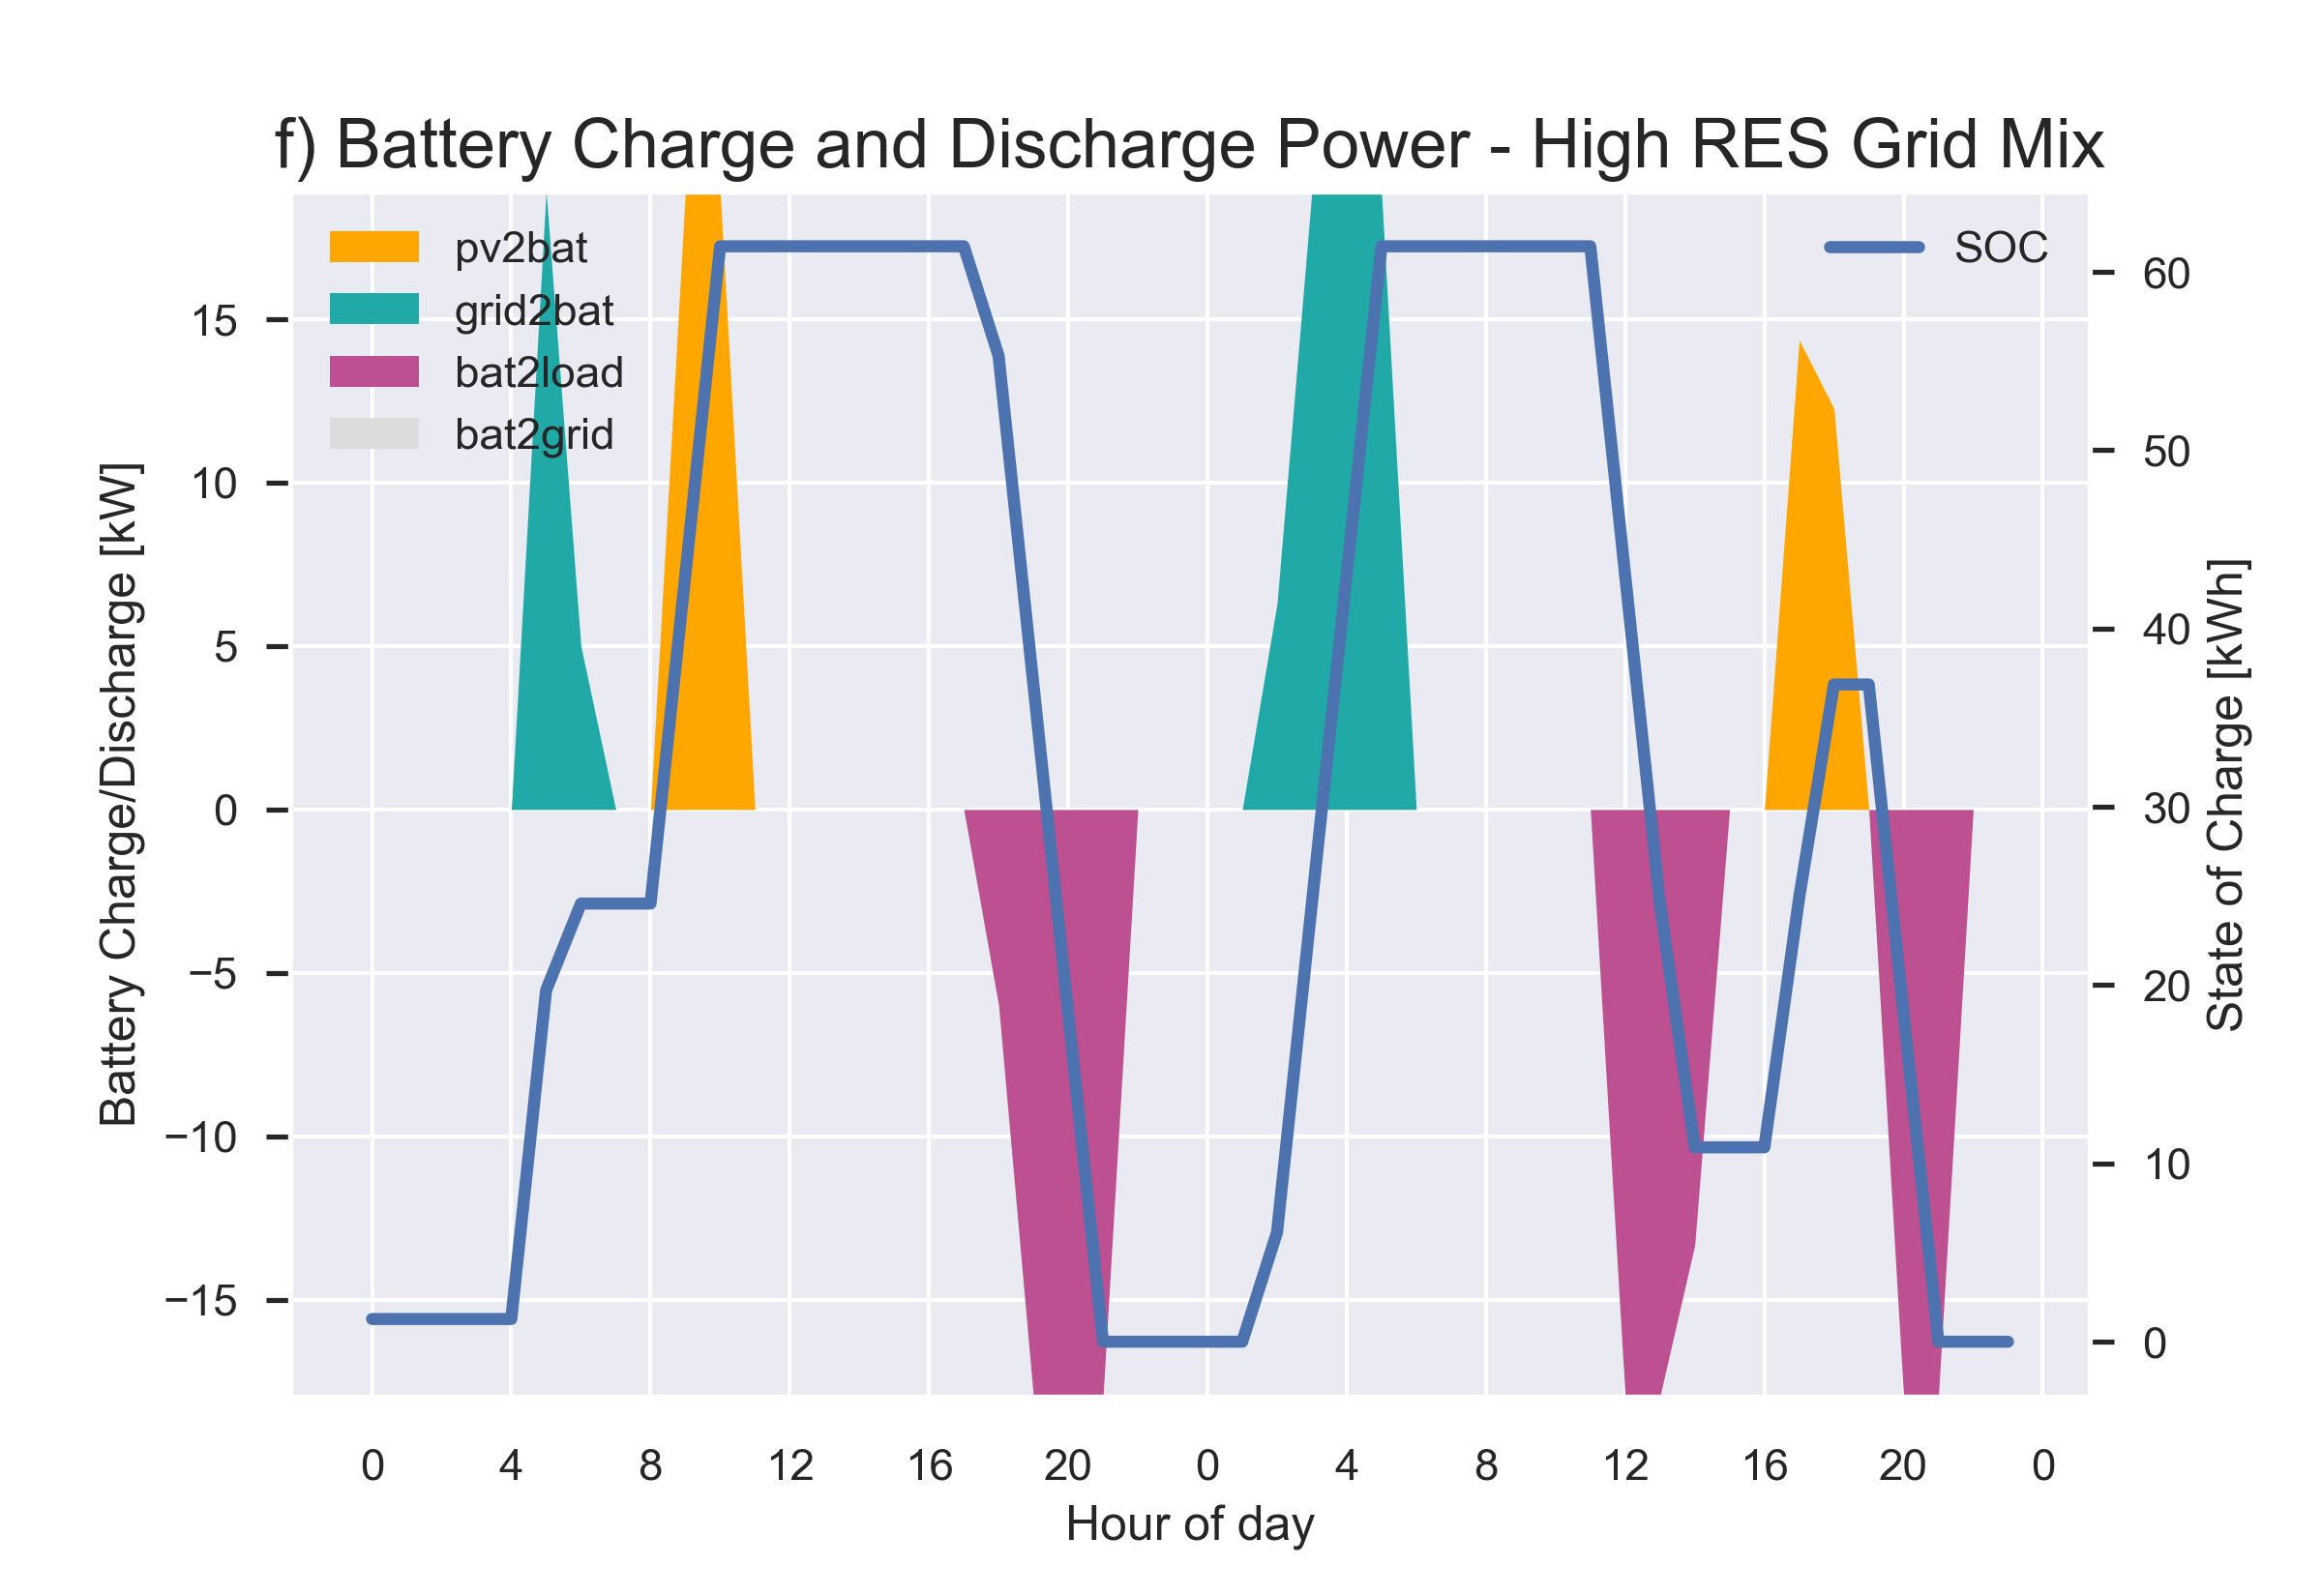 f) Battery Charge and Discharge Power - High RES Grid Mix
pv2bat
grid2bat
bat2load
bat2grid
SOC
Battery Charge/Discharge [kW]
15
10
5
0
−5
−10
−15
State of Charge [kWh]
60
50
40
30
20
10
0
0 4 8 12 16 20 0 4 8 12 16 20 0
Hour of day